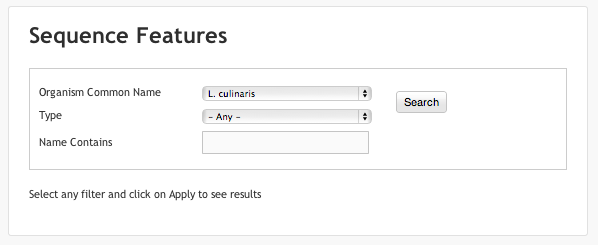 Sequence Features
Organism Common Name L. culinaris Search
Type - Any -
Name Contains
Select any filter and click on Apply to see results